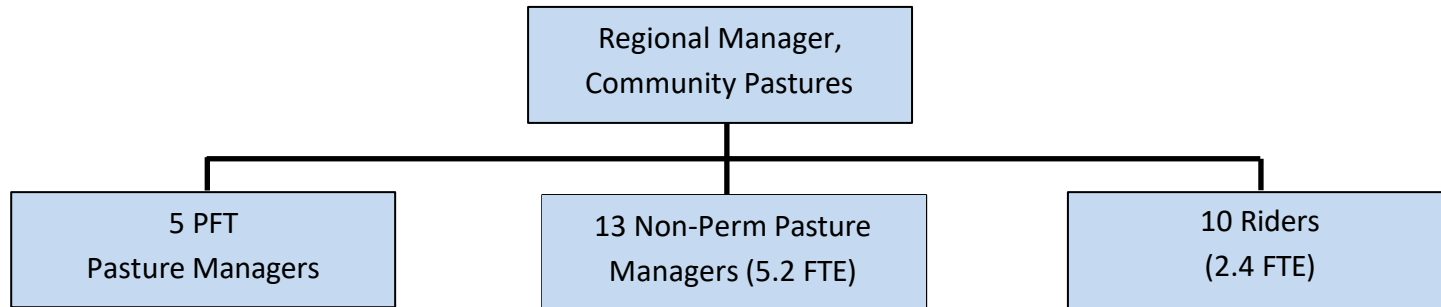 Regional Manager,
Community Pastures
5 PFT
Pasture Managers
13 Non-Perm Pasture
Managers (5.2 FTE)
10 Riders
(2.4 FTE)